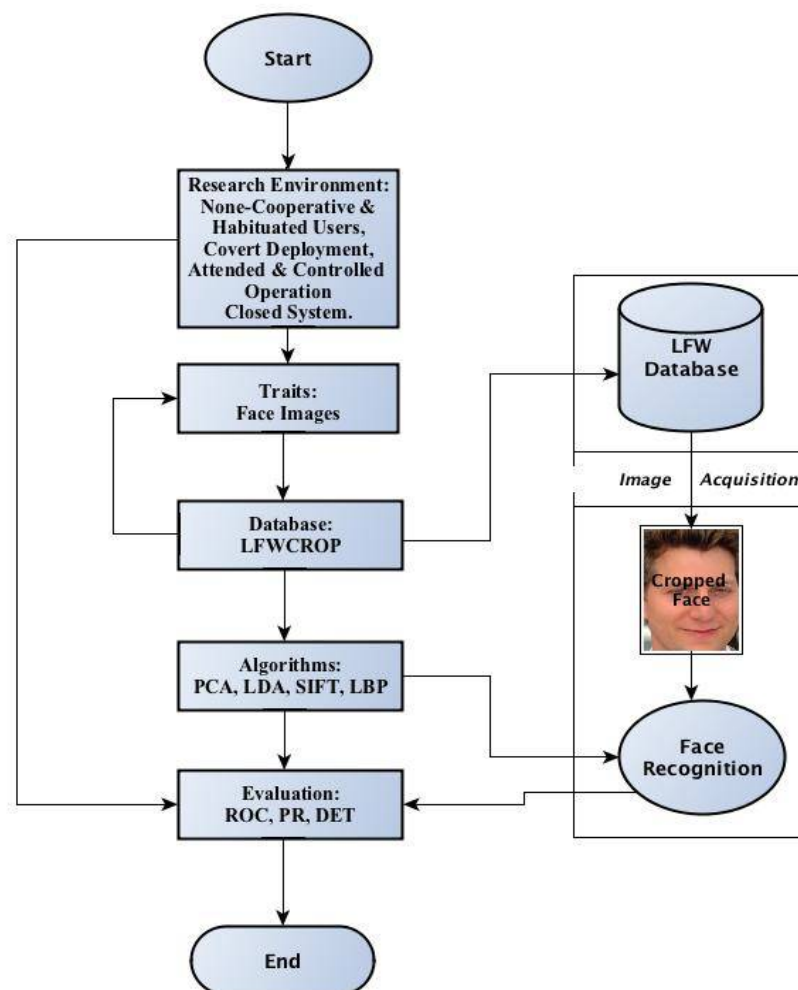 Start
Research Environment:
None-Cooperative &
Habituated Users,
Covert Deployment,
Attended & Controlled
Operation
Closed System.
Traits:
Face Images
Database:
LFWCROP
Algorithms:
PCA, LDA, SIFT, LBP
Evaluation:
ROC, PR, DET
End
LFW
Database
Image Acquisition
Cropped
Face
Face
Recognition